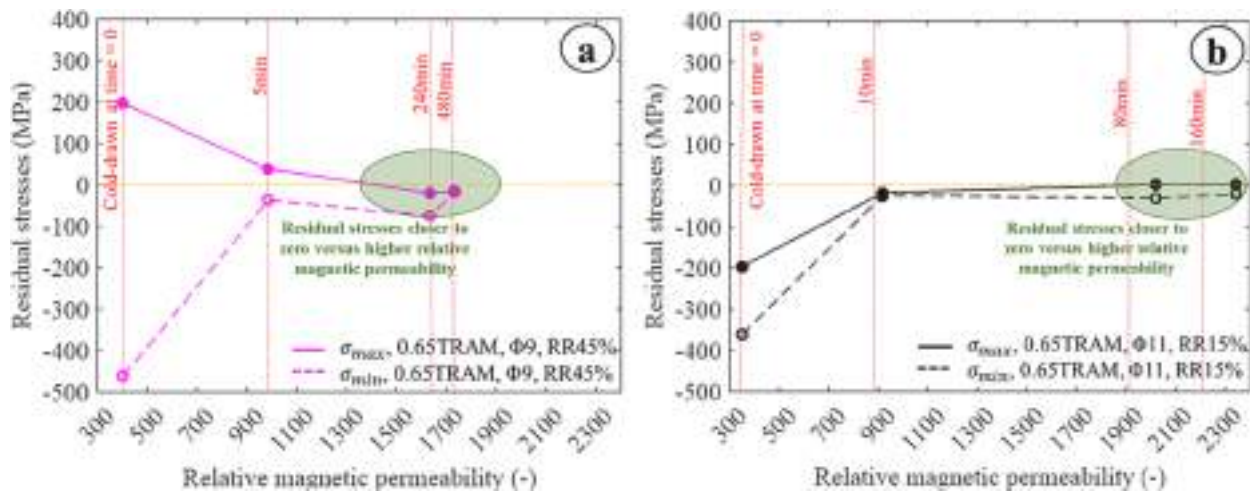 400
300
200
100
0
-100
-200
-300
-400
-500
Residual stresses (MPa)
Cold-drawn at time = 0
5min
240min
480min
a
Residual stresses closer to
zero versus higher relative
magnetic permeability
σmax, 0.65TRAM, Φ9, RR45%
σmin, 0.65TRAM, Φ9, RR45%
300 500 700 900 1100 1300 1500 1700 1900 2100 2300
Relative magnetic permeability (-)
400
300
200
100
0
-100
-200
-300
-400
-500
Residual stresses (MPa)
Cold-drawn at time = 0
10min
80min
160min
b
Residual stresses closer to
zero versus higher relative
magnetic permeability
σmax, 0.65TRAM, Φ11, RR15%
σmin, 0.65TRAM, Φ11, RR15%
300 500 700 900 1100 1300 1500 1700 1900 2100 2300
Relative magnetic permeability (-)